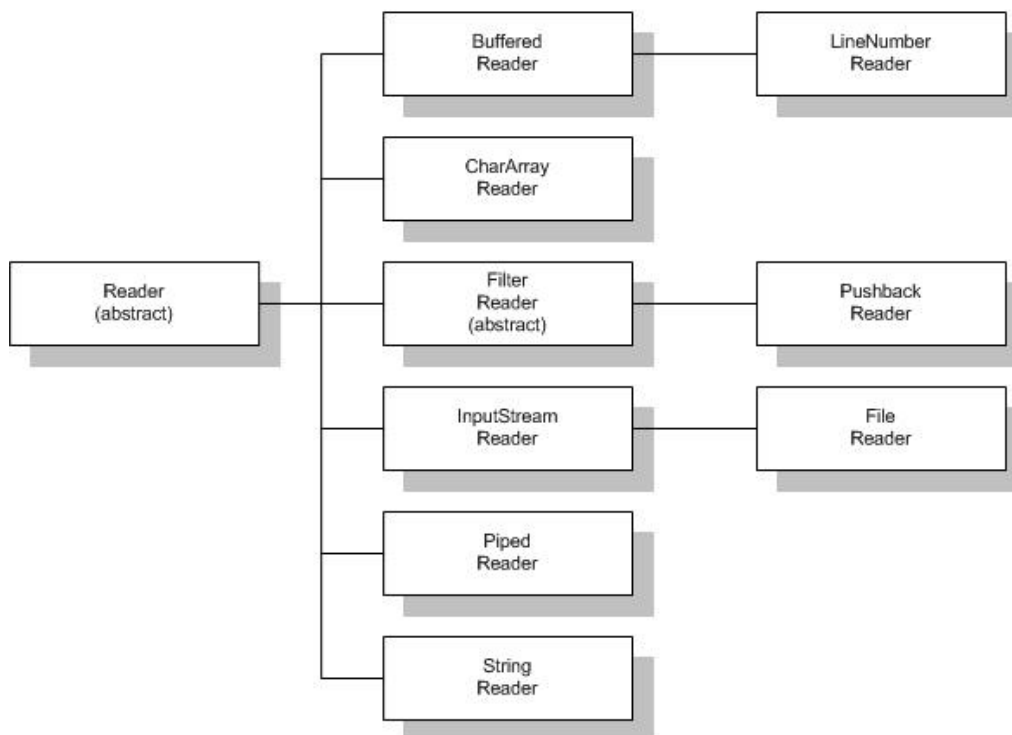 Buffered
Reader
LineNumber
Reader
CharArray
Reader
Reader
(abstract)
Filter
Reader
(abstract)
Pushback
Reader
InputStream
Reader
File
Reader
Piped
Reader
String
Reader